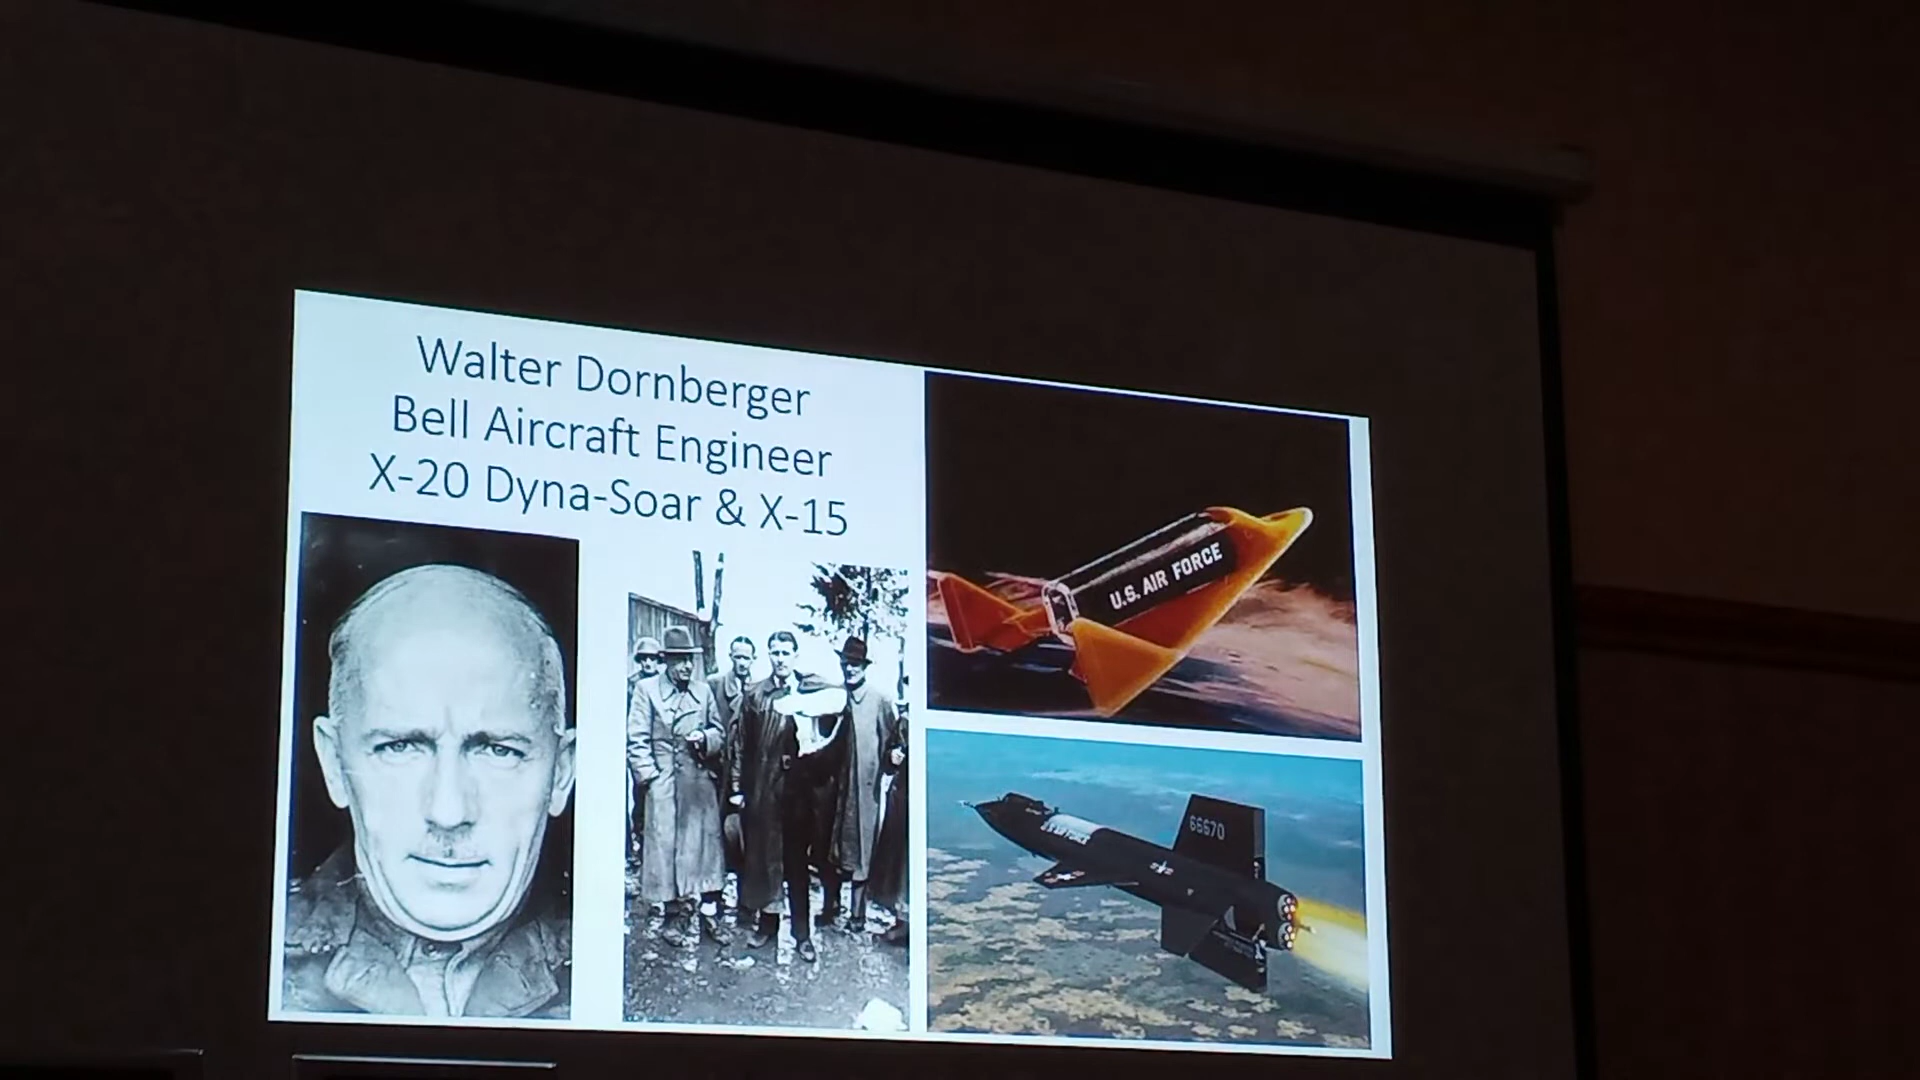 Walter Dornberger
Bell Aircraft Engineer
X-20 Dyna-Soar & X-15
U.S. AIR FORCE
66670